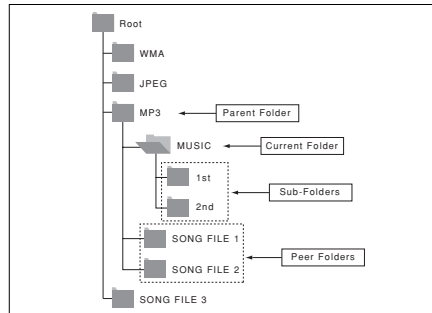 Root
WMA
JPEG
MP3
Parent Folder
MUSIC
Current Folder
1st
Sub-Folders
2nd
SONG FILE 1
Peer Folders
SONG FILE 2
SONG FILE 3